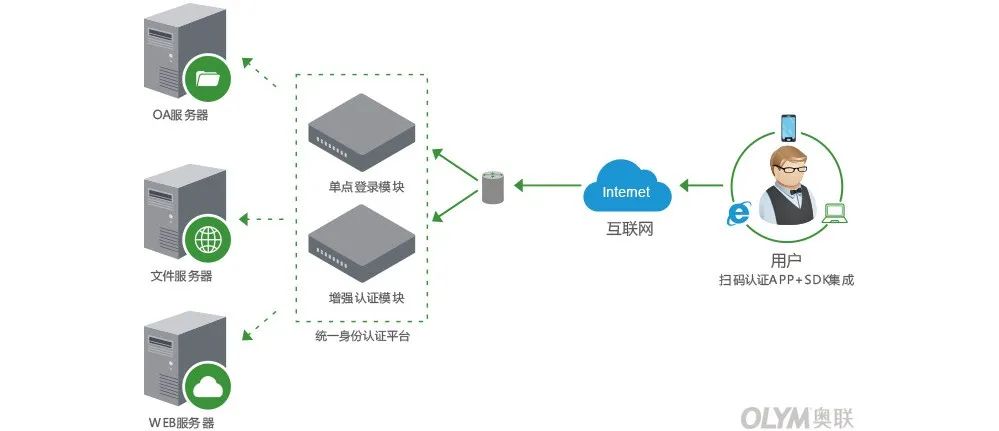 OA服务器
单点登录模块
Internet
互联网
文件服务器
增强认证模块
用户
扫码认证APP+SDK集成
统一身份认证平台
WEB服务器
OLYM奥联